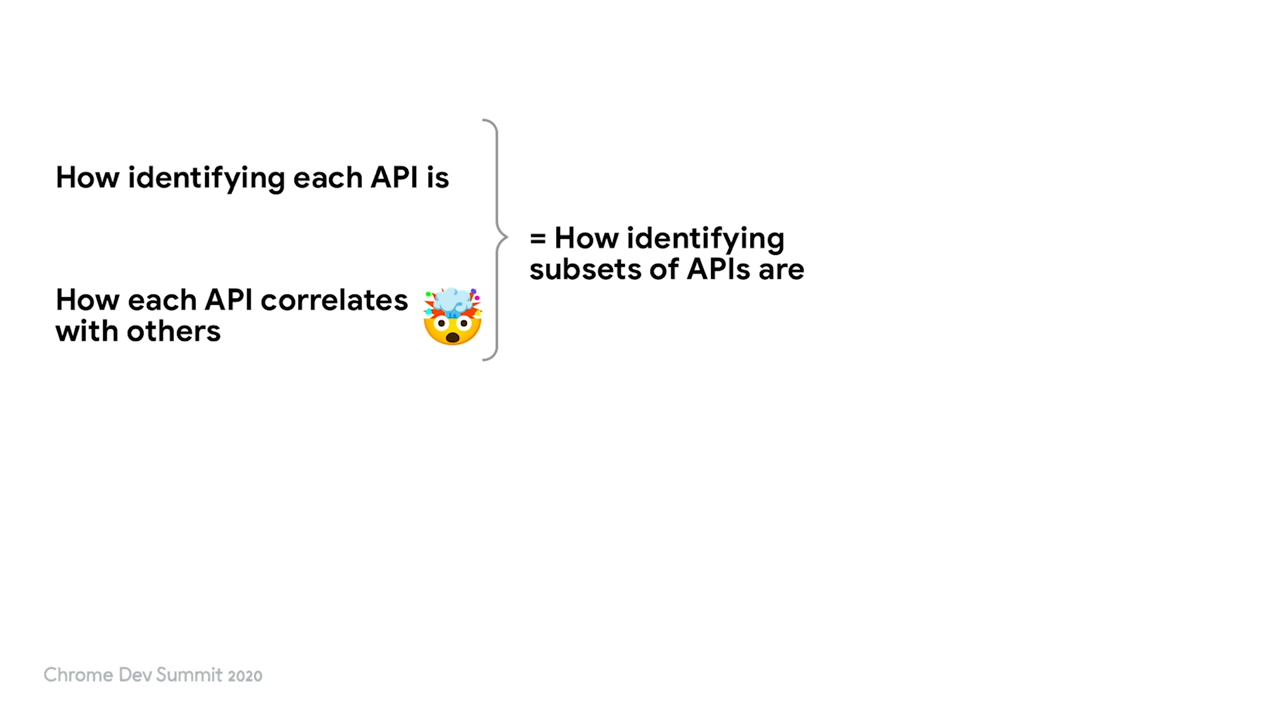 How identifying each API is
How each API correlates
with others
= How identifying
subsets of APIs are
Chrome Dev Summit 2020